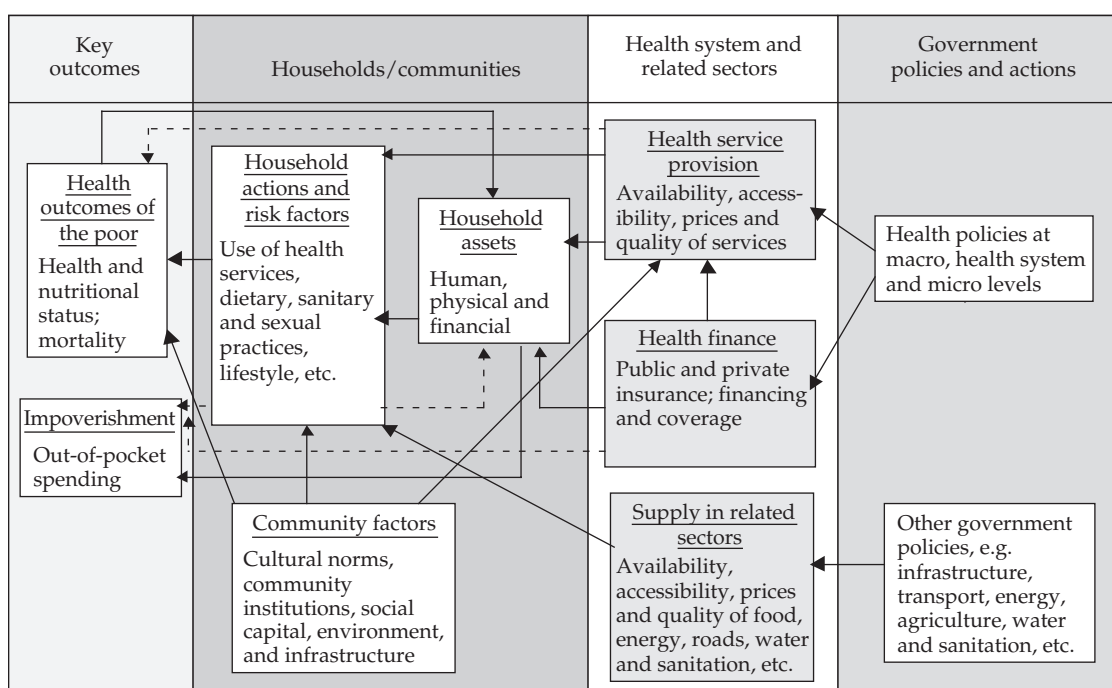 Key
outcomes
Households/communities
Health system and
related sectors
Government
policies and actions
Health
outcomes of
the poor
Health and
nutritional
status;
mortality
Impoverishment
Out-of-pocket
spending
Household
actions and
risk factors
Use of health
services,
dietary, sanitary
and sexual
practices,
lifestyle, etc.
Household
assets
Human,
physical and
financial
Community factors
Cultural norms,
community
institutions, social
capital, environment,
and infrastructure
Health service
provision
Availability, access-
ibility, prices and
quality of services
Health finance
Public and private
insurance; financing
and coverage
Supply in related
sectors
Availability,
accessibility, prices
and quality of food,
energy, roads, water
and sanitation, etc.
Health policies at
macro, health system
and micro levels
Other government
policies, e.g.
infrastructure,
transport, energy,
agriculture, water
and sanitation, etc.